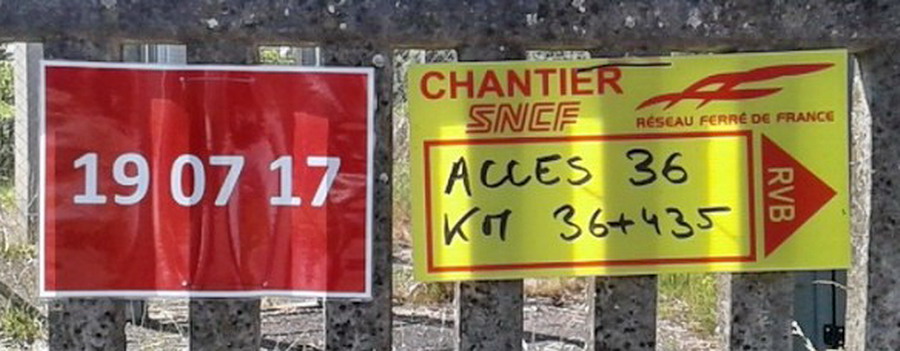 19 07 17
CHANTIER
SNCF
RÉSEAU FERRÉ DE FRANCE
ACCES 36
KM 36+435
RVB